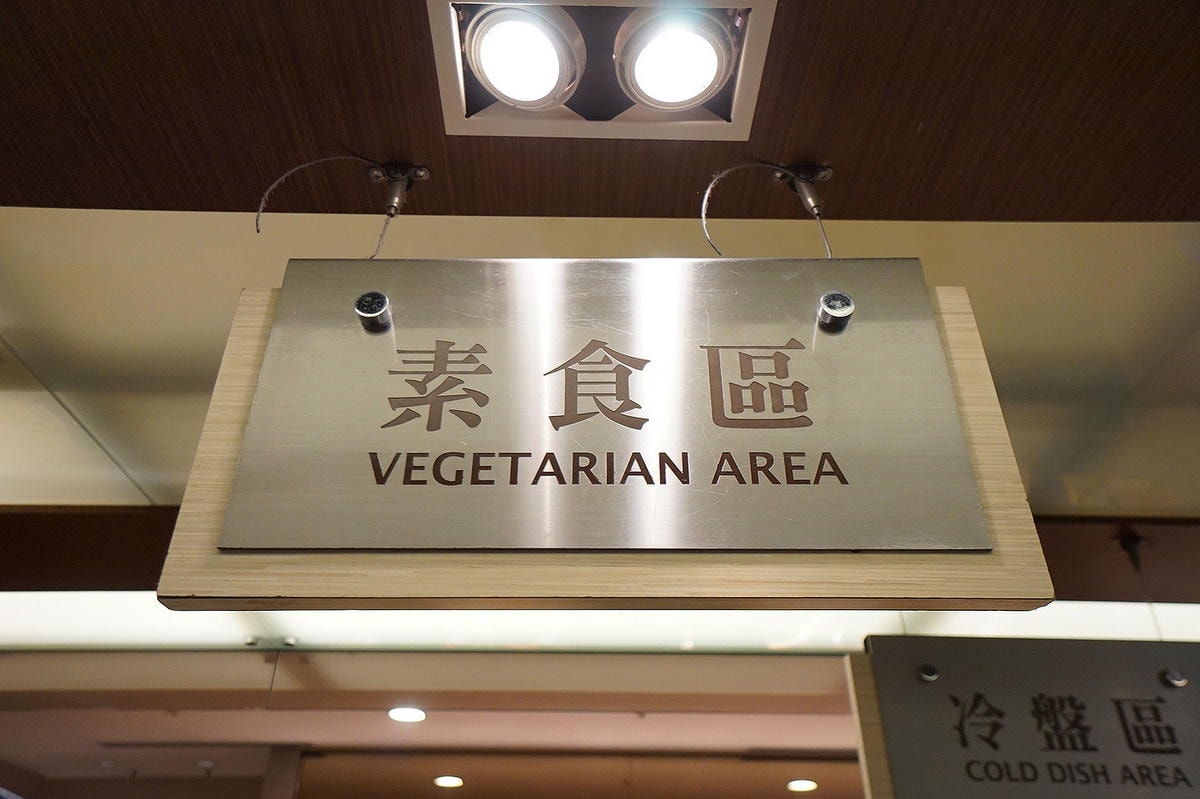 素食區
VEGETARIAN AREA
冷盤區
COLD DISH AREA